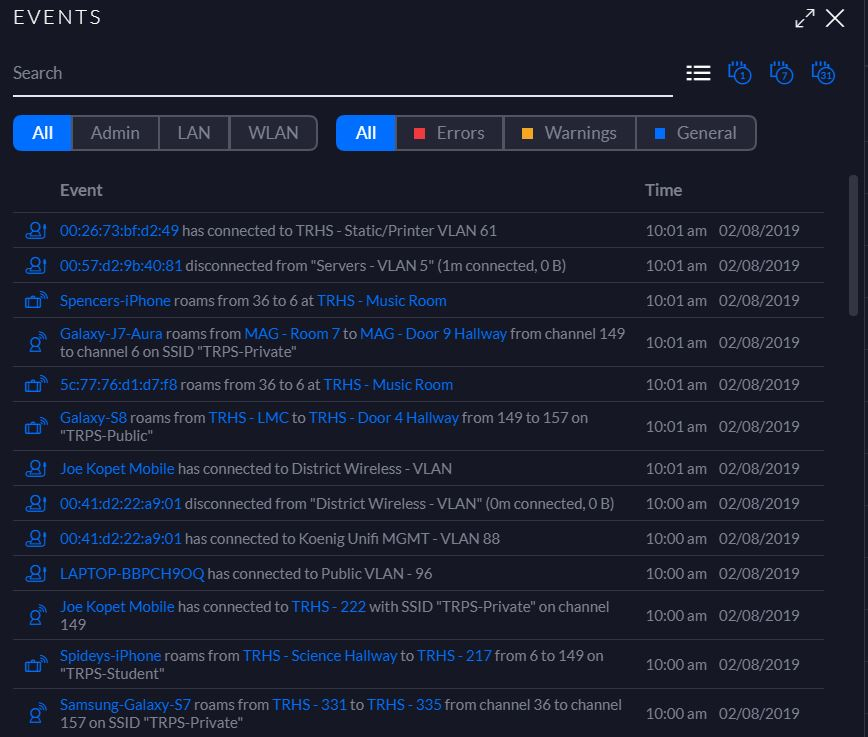 EVENTS
Search
1 7 31
All Admin LAN WLAN All Errors Warnings General
Event Time
00:26:73:bf:d2:49 has connected to TRHS - Static/Printer VLAN 61 10:01 am 02/08/2019
00:57:d2:9b:40:81 disconnected from "Servers - VLAN 5" (1m connected, 0 B) 10:01 am 02/08/2019
Spencers-iPhone roams from 36 to 6 at TRHS - Music Room 10:01 am 02/08/2019
Galaxy-J7-Aura roams from MAG - Room 7 to MAG - Door 9 Hallway from channel 149
to channel 6 on SSID "TRPS-Private" 10:01 am 02/08/2019
5c:77:76:d1:d7:f8 roams from 36 to 6 at TRHS - Music Room 10:01 am 02/08/2019
Galaxy-S8 roams from TRHS - LMC to TRHS - Door 4 Hallway from 149 to 157 on
"TRPS-Public" 10:01 am 02/08/2019
Joe Kopet Mobile has connected to District Wireless - VLAN 10:01 am 02/08/2019
00:41:d2:22:a9:01 disconnected from "District Wireless - VLAN" (0m connected, 0 B) 10:00 am 02/08/2019
00:41:d2:22:a9:01 has connected to Koenig Unifi MGMT - VLAN 88 10:00 am 02/08/2019
LAPTOP-BBPCH9OQ has connected to Public VLAN - 96 10:00 am 02/08/2019
Joe Kopet Mobile has connected to TRHS - 222 with SSID "TRPS-Private" on channel
149 10:00 am 02/08/2019
Spideys-iPhone roams from TRHS - Science Hallway to TRHS - 217 from 6 to 149 on
"TRPS-Student" 10:00 am 02/08/2019
Samsung-Galaxy-S7 roams from TRHS - 331 to TRHS - 335 from channel 36 to channel
157 on SSID "TRPS-Private" 10:00 am 02/08/2019